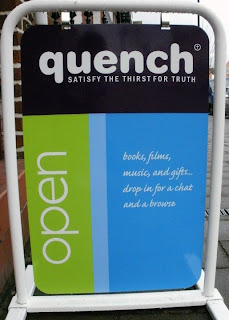 quench
SATISFY THE THIRST FOR TRUTH
open
books, films,
music, and gifts...
drop in for a chat
and a browse